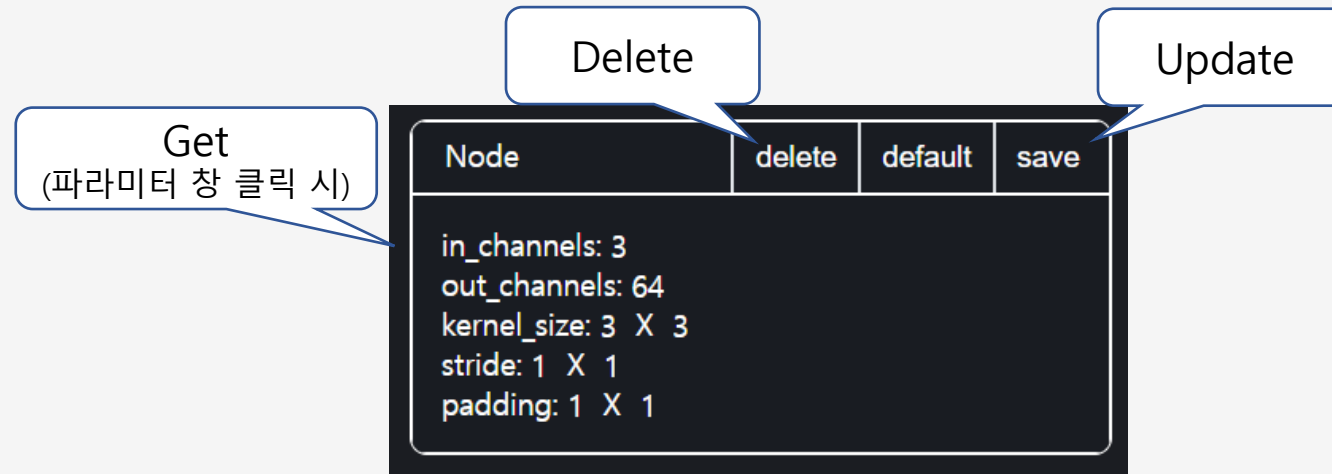 Delete
Update
Get
(파라미터 창 클릭 시)
Node
delete
default
save
in_channels: 3
out_channels: 64
kernel_size: 3 X 3
stride: 1 X 1
padding: 1 X 1